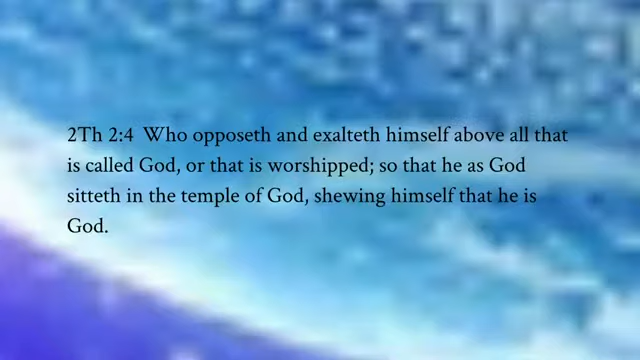 2Th 2:4 Who opposeth and exalteth himself above all that
is called God, or that is worshipped; so that he as God
sitteth in the temple of God, shewing himself that he is
God.